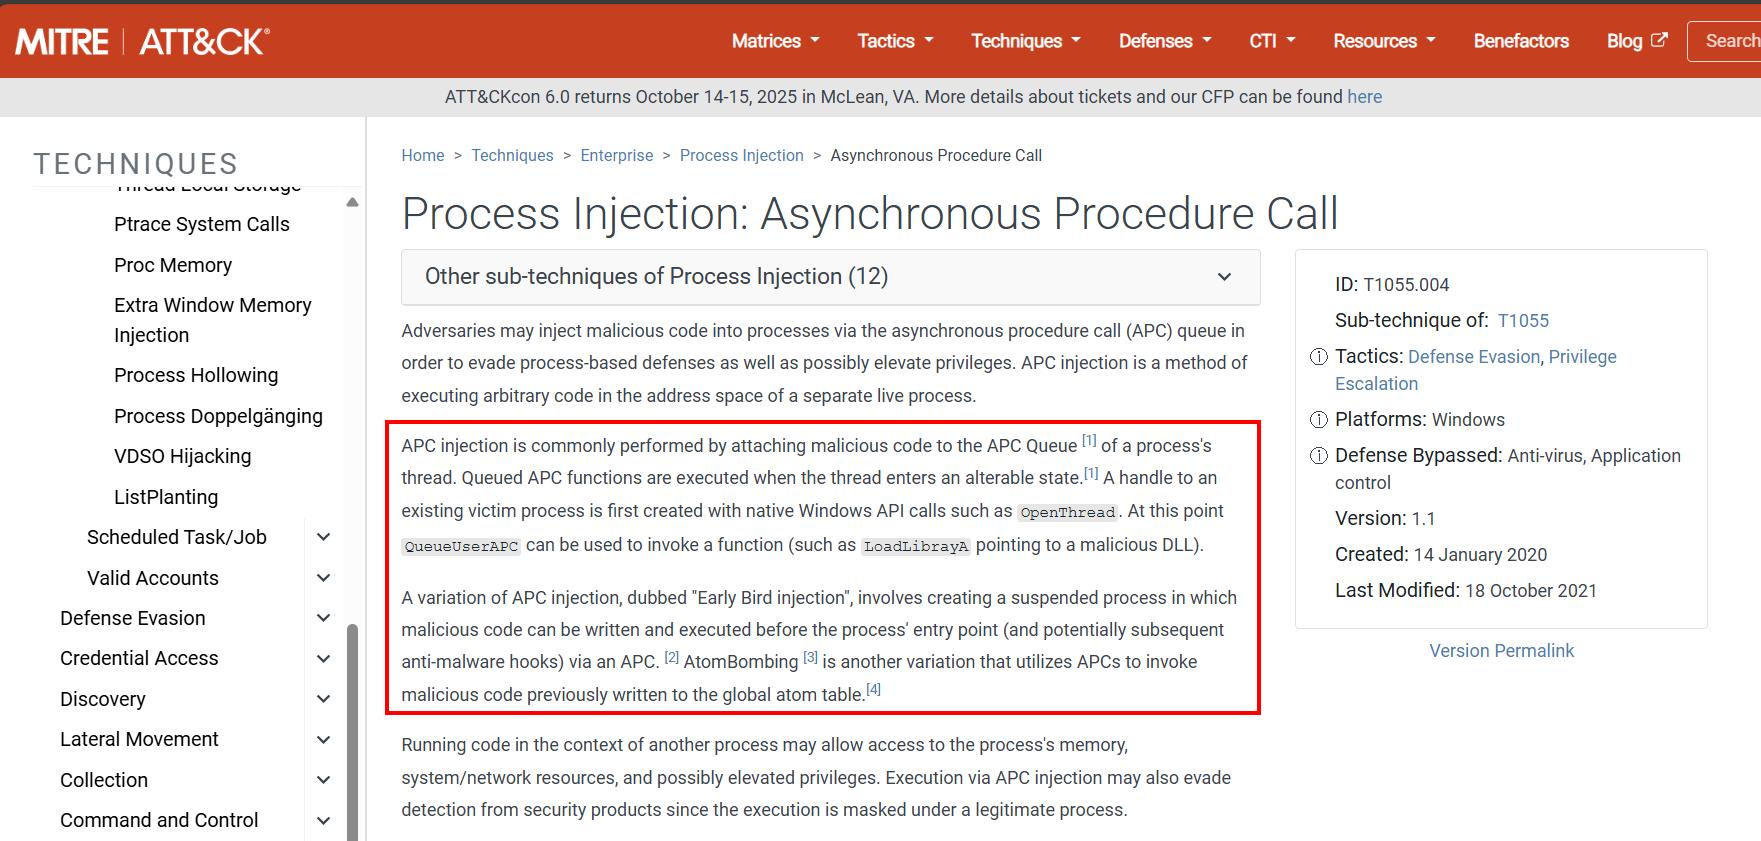 MITRE | ATT&CK®
Matrices Tactics Techniques Defenses CTI Resources Benefactors Blog Search
ATT&CKcon 6.0 returns October 14-15, 2025 in McLean, VA. More details about tickets and our CFP can be found here
TECHNIQUES
Thread Local Storage
Ptrace System Calls
Proc Memory
Extra Window Memory
Injection
Process Hollowing
Process Doppelgänging
VDSO Hijacking
ListPlanting
Scheduled Task/Job
Valid Accounts
Defense Evasion
Credential Access
Discovery
Lateral Movement
Collection
Command and Control
Home > Techniques > Enterprise > Process Injection > Asynchronous Procedure Call
Process Injection: Asynchronous Procedure Call
Other sub-techniques of Process Injection (12)
Adversaries may inject malicious code into processes via the asynchronous procedure call (APC) queue in
order to evade process-based defenses as well as possibly elevate privileges. APC injection is a method of
executing arbitrary code in the address space of a separate live process.
APC injection is commonly performed by attaching malicious code to the APC Queue [1] of a process's
thread. Queued APC functions are executed when the thread enters an alterable state.[1] A handle to an
existing victim process is first created with native Windows API calls such as OpenThread. At this point
QueueUserAPC can be used to invoke a function (such as LoadLibrayA pointing to a malicious DLL).
A variation of APC injection, dubbed "Early Bird injection", involves creating a suspended process in which
malicious code can be written and executed before the process' entry point (and potentially subsequent
anti-malware hooks) via an APC. [2] AtomBombing [3] is another variation that utilizes APCs to invoke
malicious code previously written to the global atom table.[4]
Running code in the context of another process may allow access to the process's memory,
system/network resources, and possibly elevated privileges. Execution via APC injection may also evade
detection from security products since the execution is masked under a legitimate process.
ID: T1055.004
Sub-technique of: T1055
Tactics: Defense Evasion, Privilege
Escalation
Platforms: Windows
Defense Bypassed: Anti-virus, Application
control
Version: 1.1
Created: 14 January 2020
Last Modified: 18 October 2021
Version Permalink